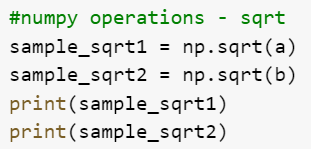 #numpy operations - sqrt
sample_sqrt1 = np.sqrt(a)
sample_sqrt2 = np.sqrt(b)
print(sample_sqrt1)
print(sample_sqrt2)